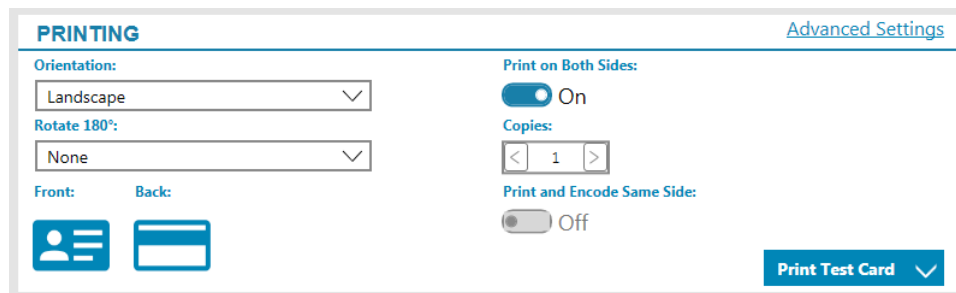 PRINTING
Advanced Settings
Orientation:
Landscape
Rotate 180°:
None
Front: Back:
Print on Both Sides:
On
Copies:
< 1 >
Print and Encode Same Side:
Off
Print Test Card